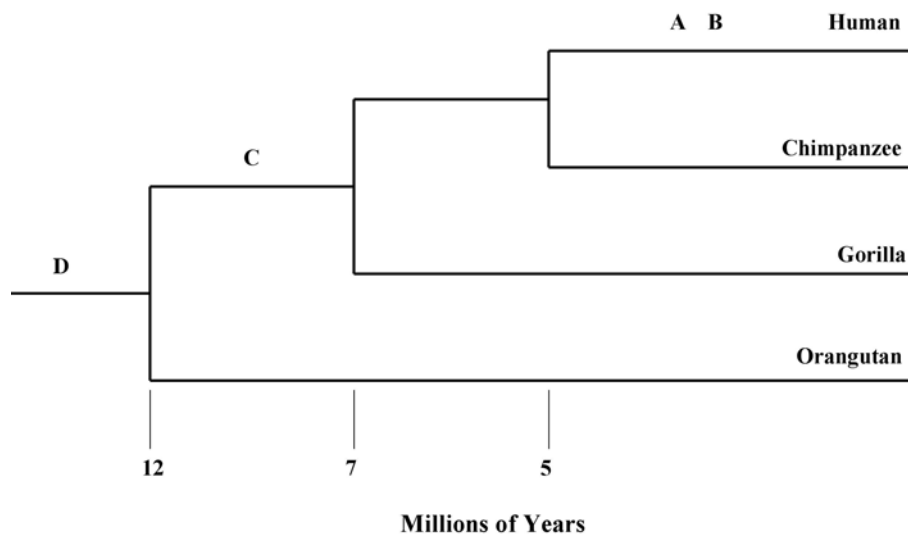 A B Human
Chimpanzee
C
Gorilla
D
Orangutan
12 7 5
Millions of Years